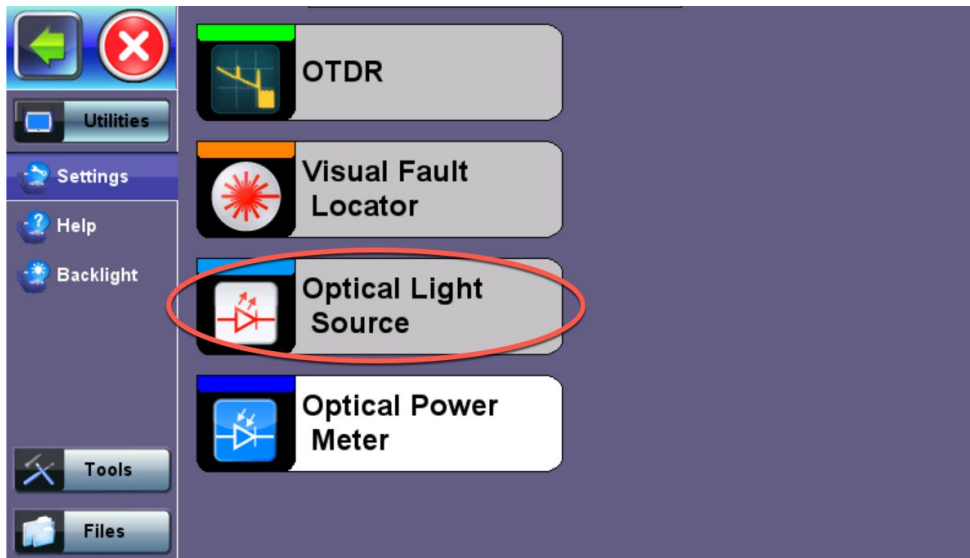 Utilities
Settings
Help
Backlight
Tools
Files
OTDR
Visual Fault
Locator
Optical Light
Source
Optical Power
Meter